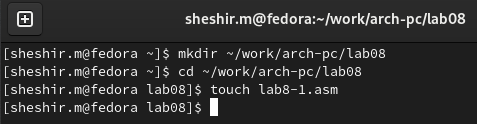 sheshir.m@fedora:~/work/arch-pc/lab08
[sheshir.m@fedora ~]$ mkdir ~/work/arch-pc/lab08
[sheshir.m@fedora ~]$ cd ~/work/arch-pc/lab08
[sheshir.m@fedora lab08]$ touch lab8-1.asm
[sheshir.m@fedora lab08]$